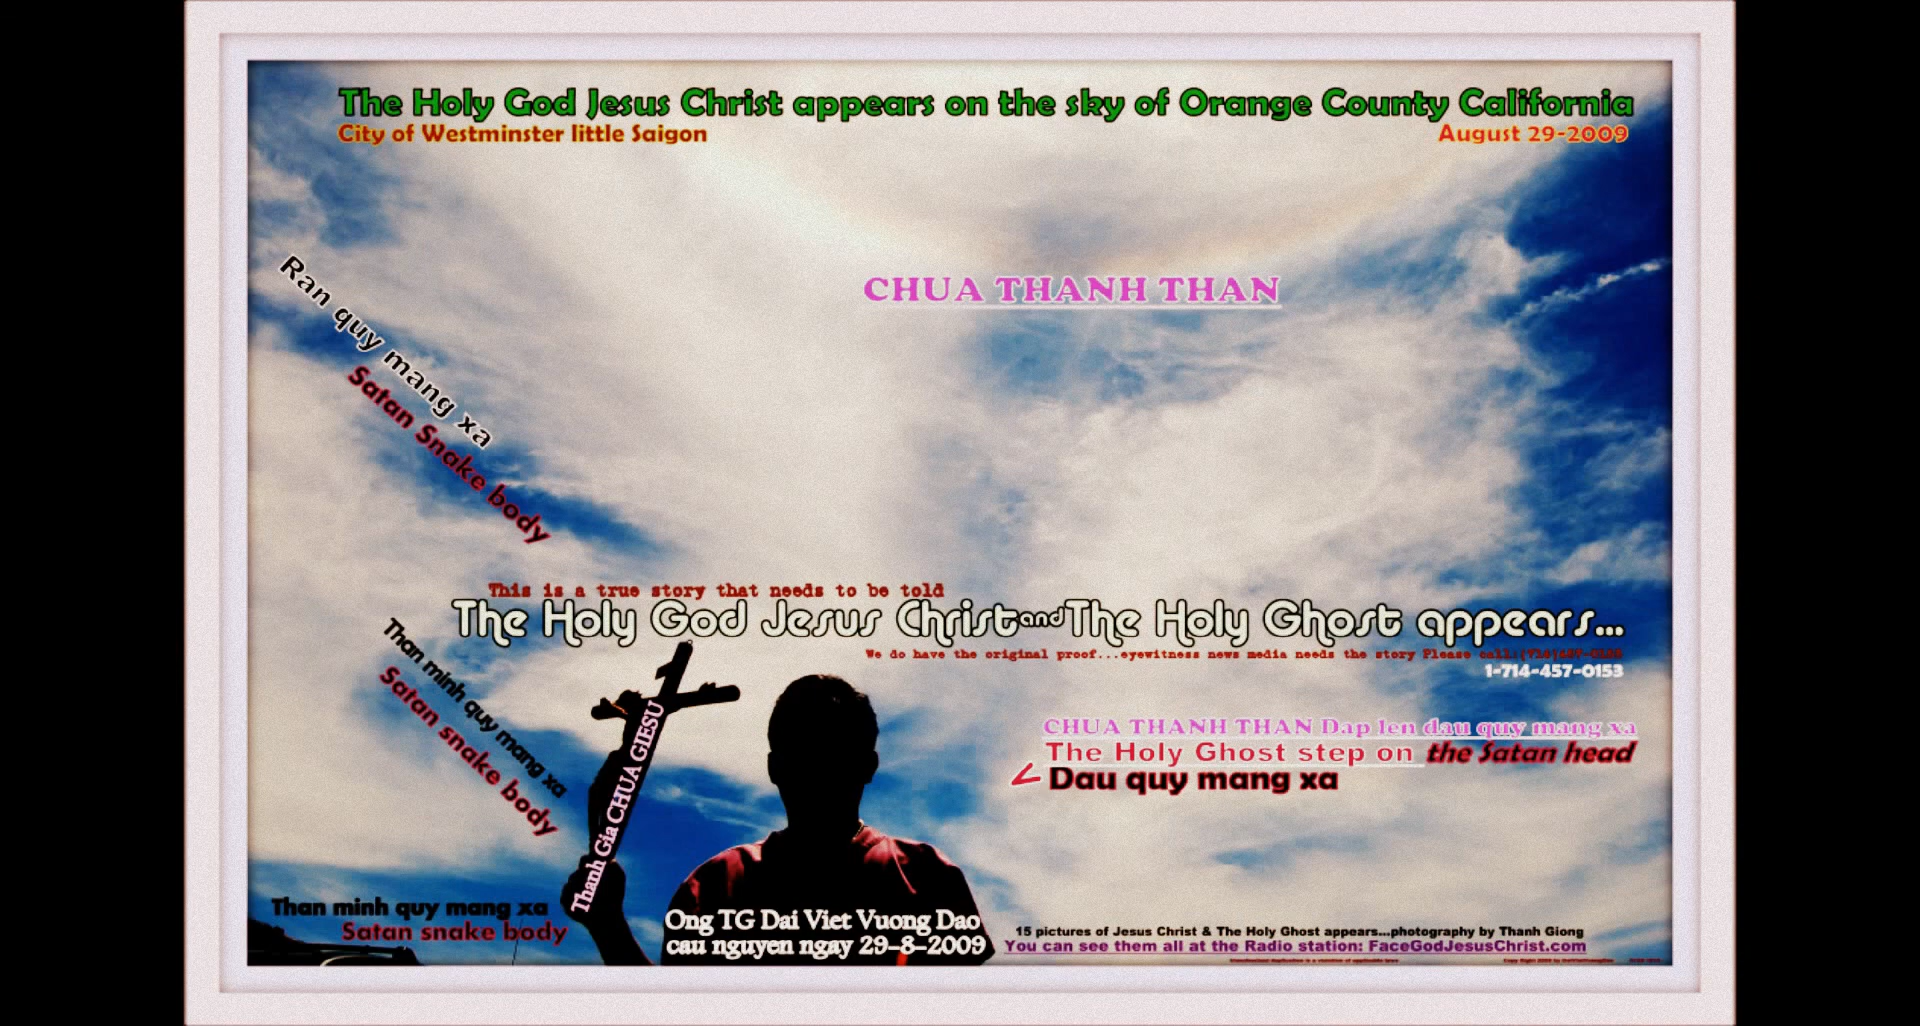 The Holy God Jesus Christ appears on the sky of Orange County California
City of Westminster little Saigon
August 29-2009
CHUA THANH THAN
Ran quy mang xa
Satan Snake body
This is a true story that needs to be told
The Holy God Jesus Christ and The Holy Ghost appears...
We do have the original proof...eyewitness news media needs the story Please call:
1-714-457-0153
Than minh quy mang xa
Satan snake body
Thanh Gia CHUA GIESU
CHUA THANH THAN Dap len dau quy mang xa
The Holy Ghost step on the Satan head
< Dau quy mang xa
Than minh quy mang xa
Satan snake body
Ong TG Dai Viet Vuong Dao
cau nguyen ngay 29-8-2009
15 pictures of Jesus Christ & The Holy Ghost appears...photography by Thanh Giong
You can see them all at the Radio station: FaceGodJesusChrist.com